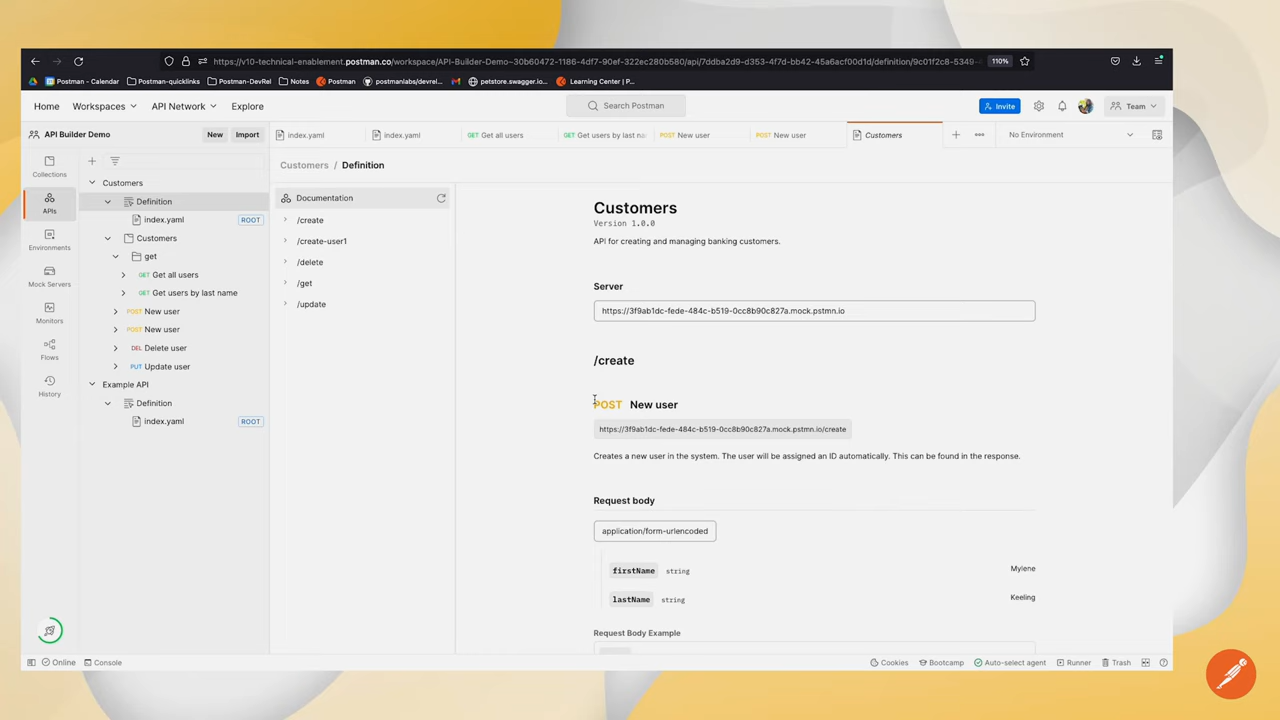 https://v10-technical-enablement.postman.co/workspace/API-Builder-Demo-30b60472-1186-4df7-90ef-322ec280b580/api/7ddba2d9-d353-4f7d-bb42-45a6acf00d1d/definition/9c01f2c8-5349-
110%
Postman - Calendar
Postman-quicklinks
Postman-DevRel
Notes
Postman
postmanlabs/devrel...
petstore.swagger.io...
Learning Center | P...
Home
Workspaces
API Network
Explore
Search Postman
Invite
Team
API Builder Demo
New
Import
index.yaml
index.yaml
GET Get all users
GET Get users by last na
POST New user
POST New user
Customers
No Environment
Collections
APIs
Environments
Mock Servers
Monitors
Flows
History
Customers
Definition
index.yaml ROOT
Customers
get
GET Get all users
GET Get users by last name
POST New user
POST New user
DEL Delete user
PUT Update user
Example API
Definition
index.yaml ROOT
Customers / Definition
Documentation
/create
/create-user1
/delete
/get
/update
Customers
Version 1.0.0
API for creating and managing banking customers.
Server
https://3f9ab1dc-fede-484c-b519-0cc8b90c827a.mock.pstmn.io
/create
POST New user
https://3f9ab1dc-fede-484c-b519-0cc8b90c827a.mock.pstmn.io/create
Creates a new user in the system. The user will be assigned an ID automatically. This can be found in the response.
Request body
application/form-urlencoded
firstName string Mylene
lastName string Keeling
Request Body Example
Online
Console
Cookies
Bootcamp
Auto-select agent
Runner
Trash